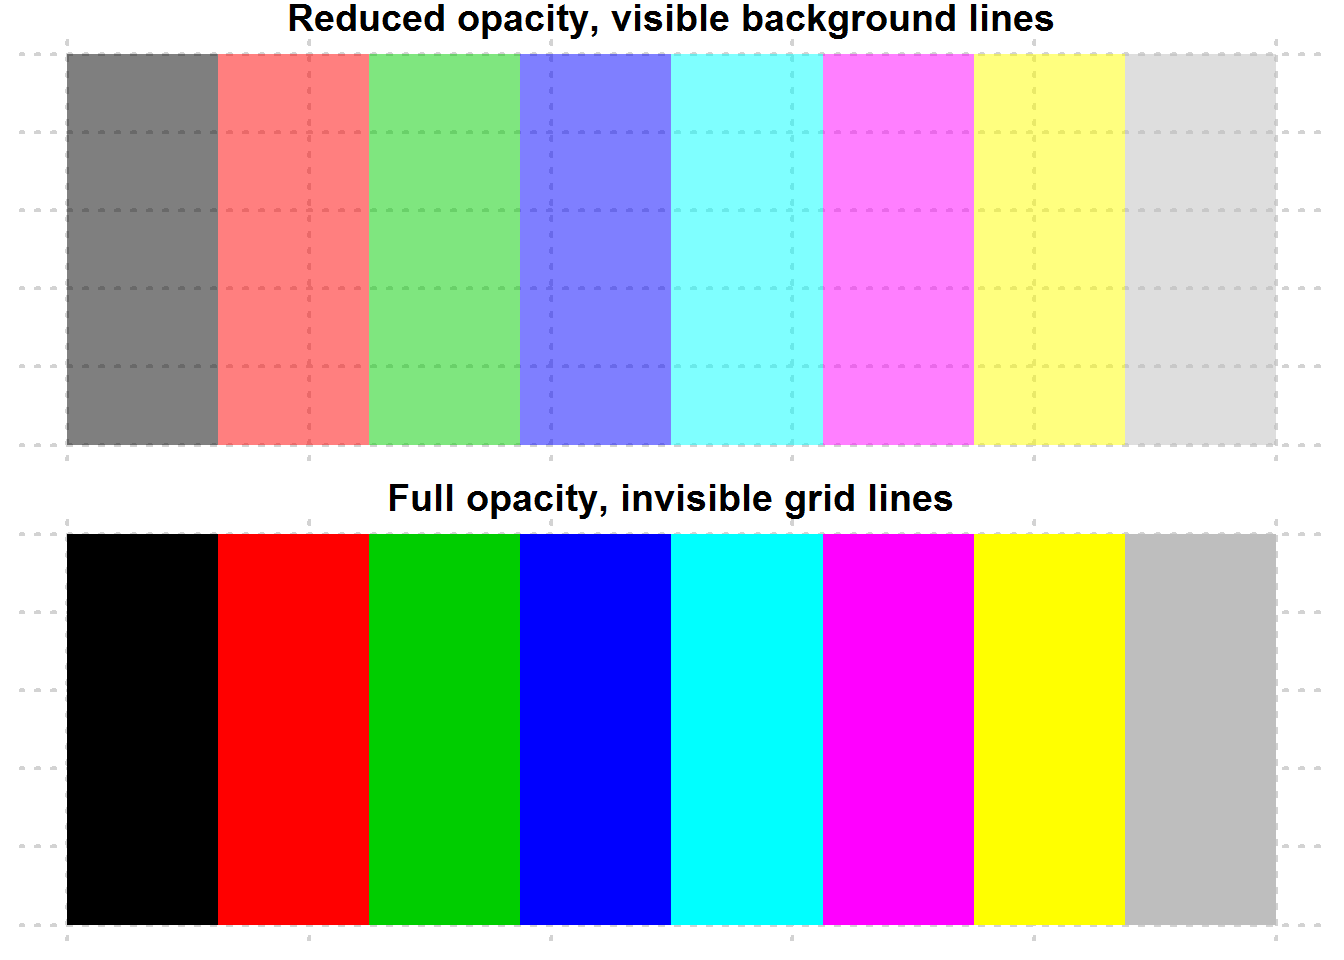 Reduced opacity, visible background lines
Full opacity, invisible grid lines